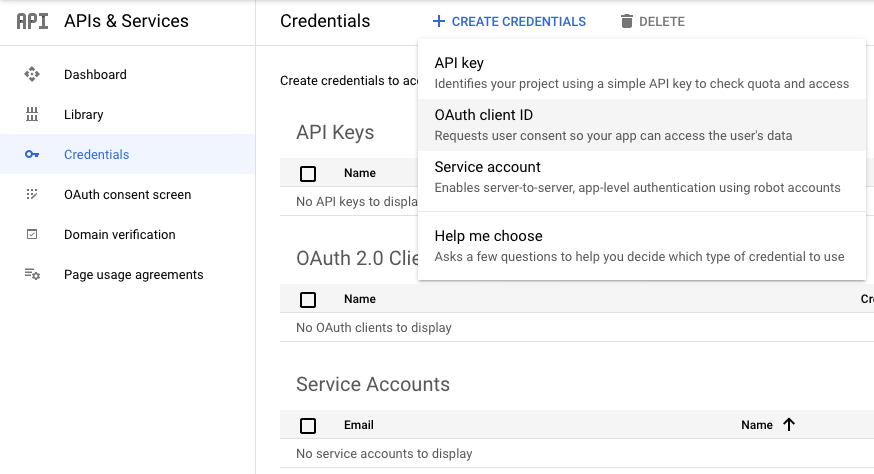 API APIs & Services
Credentials
+ CREATE CREDENTIALS
DELETE
Dashboard
Library
Credentials
OAuth consent screen
Domain verification
Page usage agreements
Create credentials to acc
API key
Identifies your project using a simple API key to check quota and access
OAuth client ID
Requests user consent so your app can access the user's data
Service account
Enables server-to-server, app-level authentication using robot accounts
Help me choose
Asks a few questions to help you decide which type of credential to use
API Keys
Name
No API keys to displa
OAuth 2.0 Clie
Name
Cr
No OAuth clients to display
Service Accounts
Email
Name
No service accounts to display